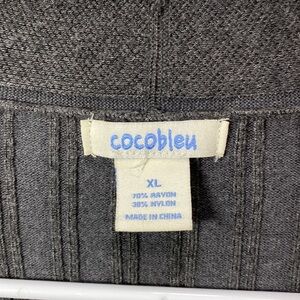 cocobleu
XL
70% RAYON
30% NYLON
MADE IN CHINA